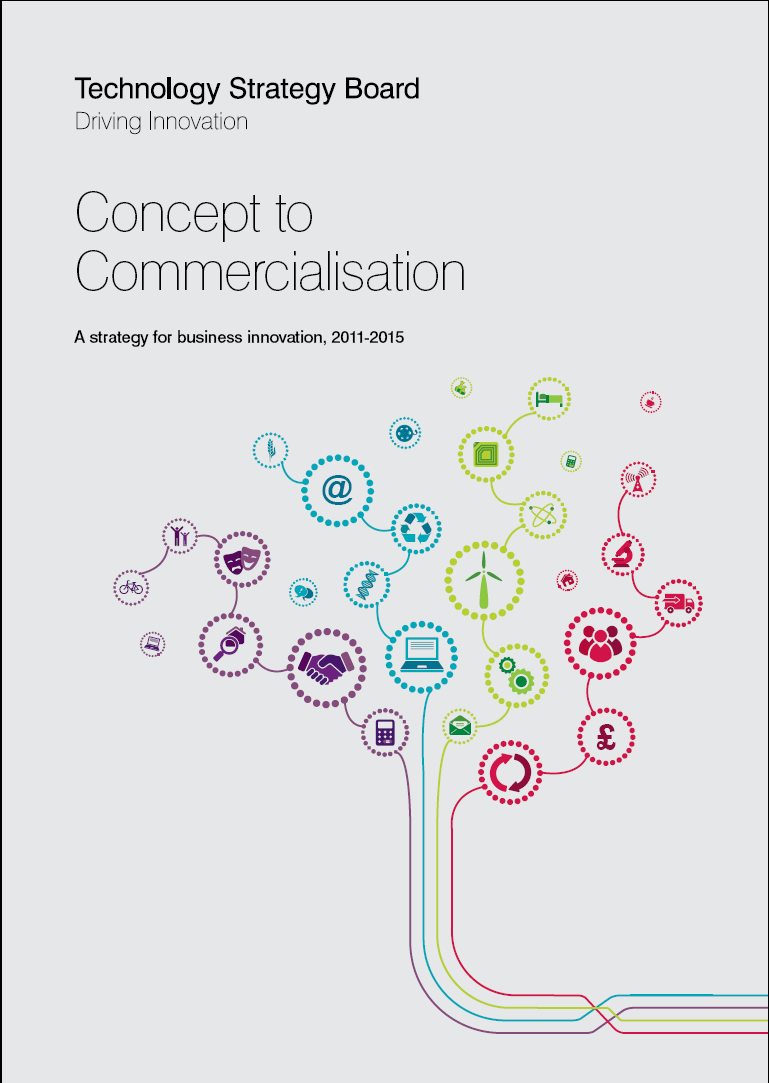 Technology Strategy Board
Driving Innovation
Concept to
Commercialisation
A strategy for business innovation, 2011-2015
@
£